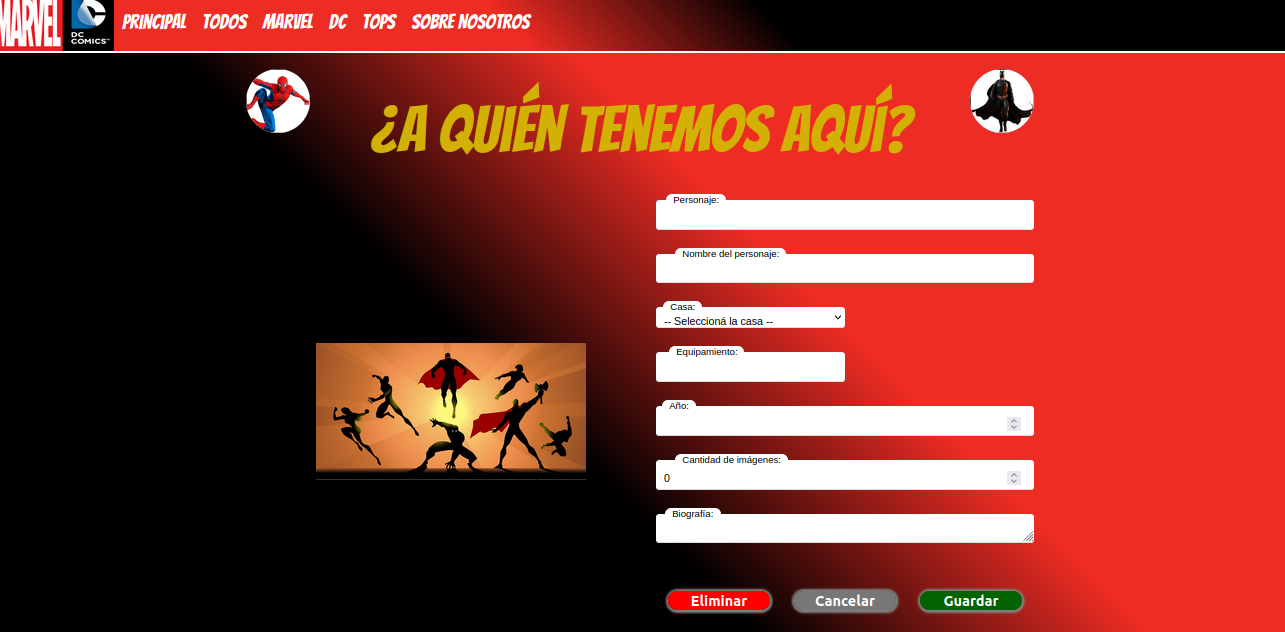 MARVEL
DC
COMICS™
PRINCIPAL TODOS MARVEL DC TOPS SOBRE NOSOTROS
¿A QUIÉN TENEMOS AQUÍ?
Personaje:
Nombre del personaje:
Casa:
-- Seleccioná la casa --
Equipamiento:
Año:
Cantidad de imágenes:
0
Biografía:
Eliminar Cancelar Guardar